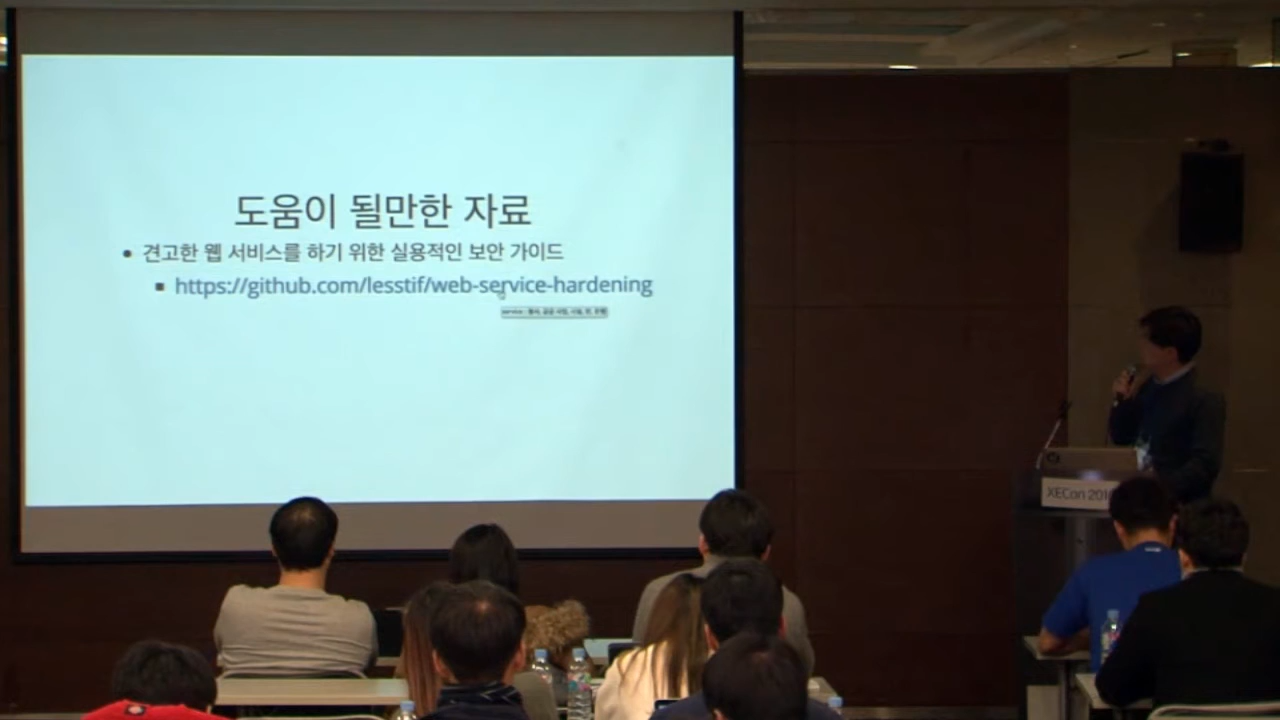 도움이 될만한 자료
• 견고한 웹 서비스를 하기 위한 실용적인 보안 가이드
▪ https://github.com/lesstif/web-service-hardening
XECon